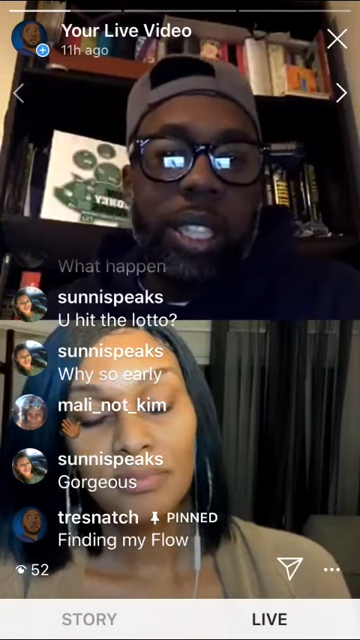 Your Live Video
11h ago
What happen
sunnispeaks
U hit the lotto?
sunnispeaks
Why so early
mali_not_kim
sunnispeaks
Gorgeous
tresnatch PINNED
Finding my Flow
52
STORY
LIVE